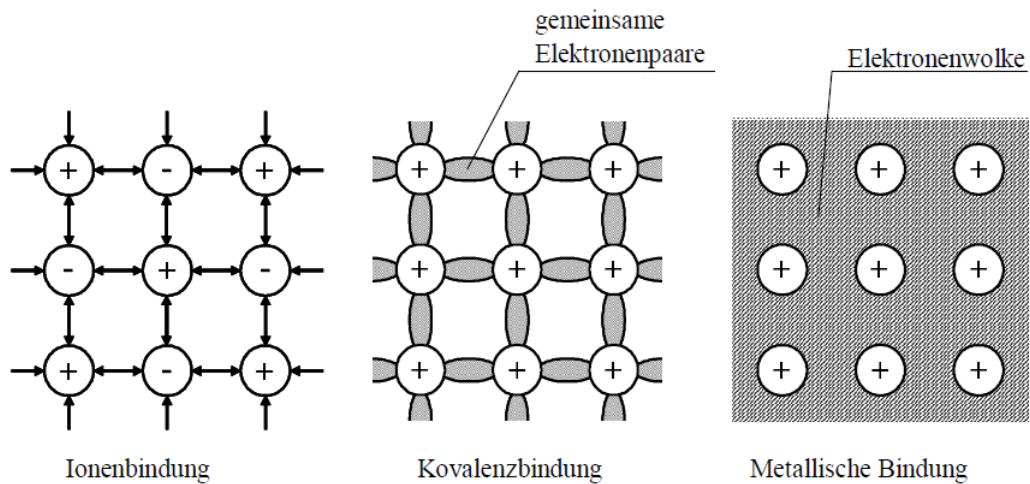 gemeinsame
Elektronenpaare
Elektronenwolke
+ - +
- + -
+ - +
+ + +
+ + +
+ + +
+ + +
+ + +
+ + +
Ionenbindung
Kovalenzbindung
Metallische Bindung